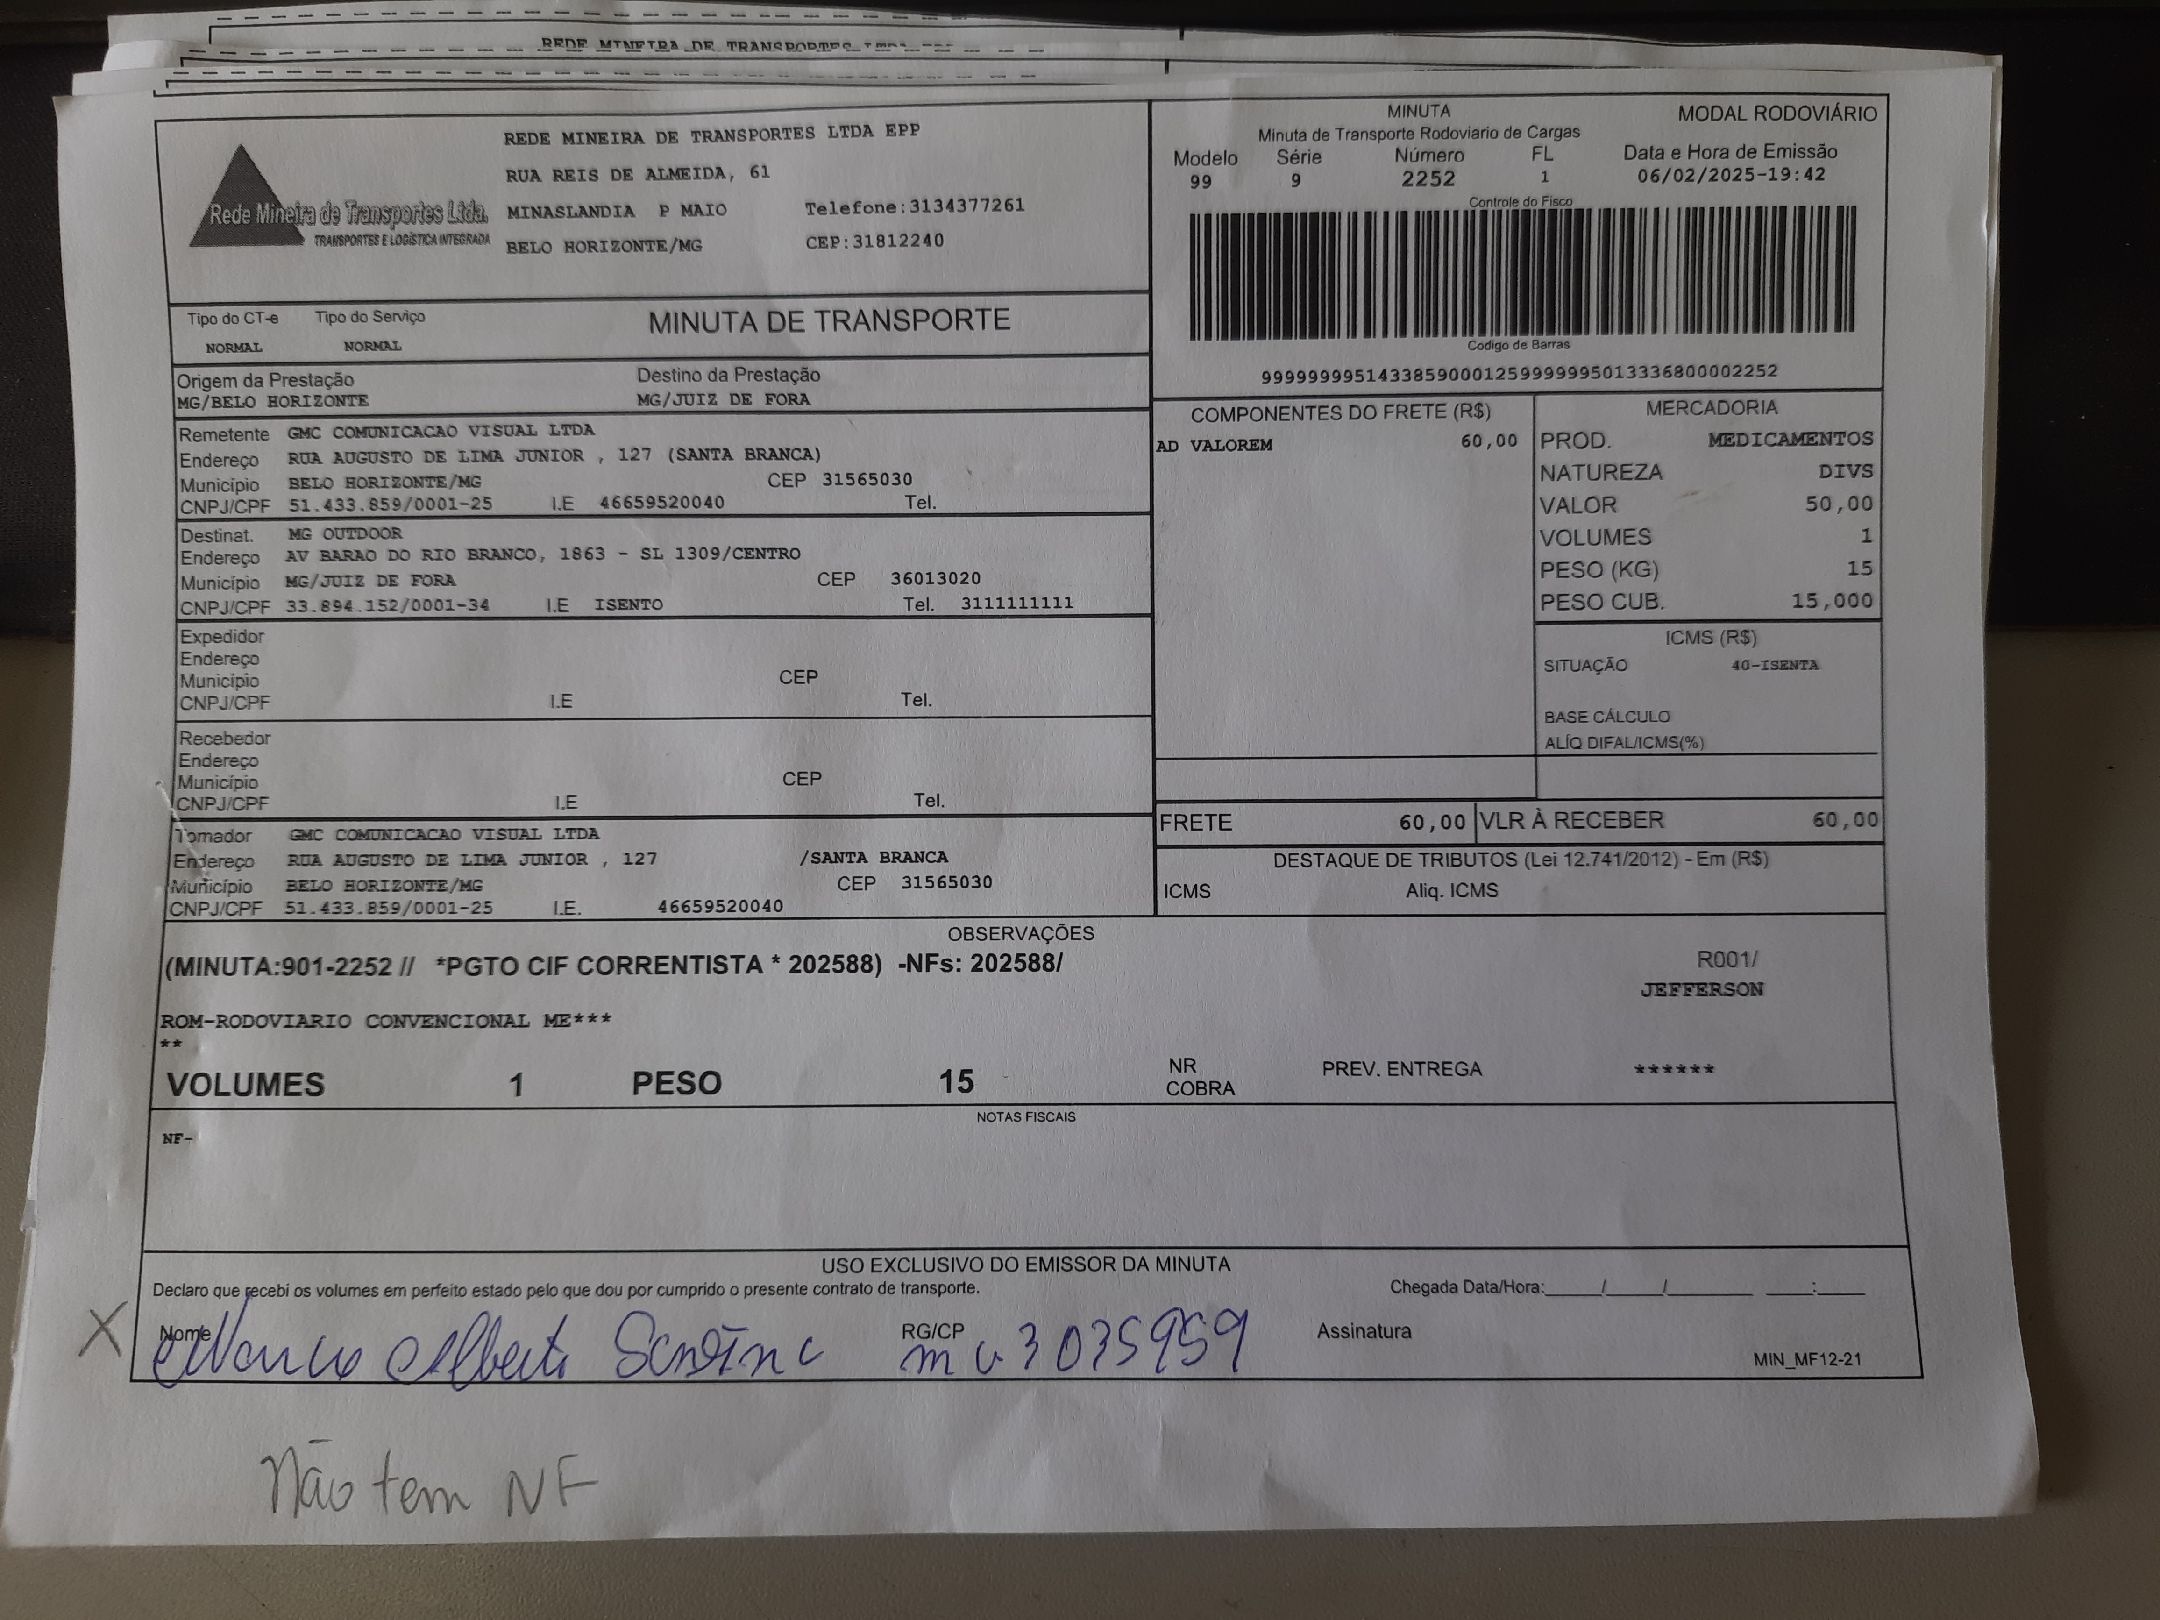 REDE MINEIRA DE TRANSPORTES LTDA EPP
REDE MINEIRA DE TRANSPORTES LTDA EPP
RUA REIS DE ALMEIDA, 61
MINASLANDIA P MAIO Telefone:3134377261
BELO HORIZONTE/MG CEP:31812240
Rede Mineira de Transportes Ltda.
TRANSPORTES E LOGÍSTICA INTEGRADA
MINUTA MODAL RODOVIÁRIO
Minuta de Transporte Rodoviario de Cargas
Modelo Série Número FL Data e Hora de Emissão
99 9 2252 1 06/02/2025-19:42
Controle do Fisco
Codigo de Barras
99999999514338590001259999995013336800002252
Tipo do CT-e Tipo do Serviço MINUTA DE TRANSPORTE
NORMAL NORMAL
Origem da Prestação Destino da Prestação
MG/BELO HORIZONTE MG/JUIZ DE FORA
Remetente GMC COMUNICACAO VISUAL LTDA
Endereço RUA AUGUSTO DE LIMA JUNIOR , 127 (SANTA BRANCA)
Município BELO HORIZONTE/MG CEP 31565030
CNPJ/CPF 51.433.859/0001-25 I.E 46659520040 Tel.
Destinat. MG OUTDOOR
Endereço AV BARAO DO RIO BRANCO, 1863 - SL 1309/CENTRO
Município MG/JUIZ DE FORA CEP 36013020
CNPJ/CPF 33.894.152/0001-34 I.E ISENTO Tel. 3111111111
Expedidor
Endereço
Município CEP
CNPJ/CPF I.E Tel.
Recebedor
Endereço
Município CEP
CNPJ/CPF I.E Tel.
Tomador GMC COMUNICACAO VISUAL LTDA
Endereço RUA AUGUSTO DE LIMA JUNIOR , 127 /SANTA BRANCA
Município BELO HORIZONTE/MG CEP 31565030
CNPJ/CPF 51.433.859/0001-25 I.E. 46659520040
COMPONENTES DO FRETE (R$)
AD VALOREM 60,00
MERCADORIA
PROD. MEDICAMENTOS
NATUREZA DIVS
VALOR 50,00
VOLUMES 1
PESO (KG) 15
PESO CUB. 15,000
ICMS (R$)
SITUAÇÃO 40-ISENTA
BASE CÁLCULO
ALÍQ DIFAL/ICMS(%)
FRETE 60,00 VLR À RECEBER 60,00
DESTAQUE DE TRIBUTOS (Lei 12.741/2012) - Em (R$)
ICMS Aliq. ICMS
OBSERVAÇÕES
(MINUTA:901-2252 // *PGTO CIF CORRENTISTA * 202588) -NFs: 202588/
R001/
JEFFERSON
ROM-RODOVIARIO CONVENCIONAL ME***
**
VOLUMES 1 PESO 15 NR COBRA PREV. ENTREGA ******
NOTAS FISCAIS
NF-
USO EXCLUSIVO DO EMISSOR DA MINUTA
Declaro que recebi os volumes em perfeito estado pelo que dou por cumprido o presente contrato de transporte. Chegada Data/Hora:____/____/______ ____:____
X Nome Marco Alberto RG/CP 3035959 Assinatura
MIN_MF12-21
Não tem NF